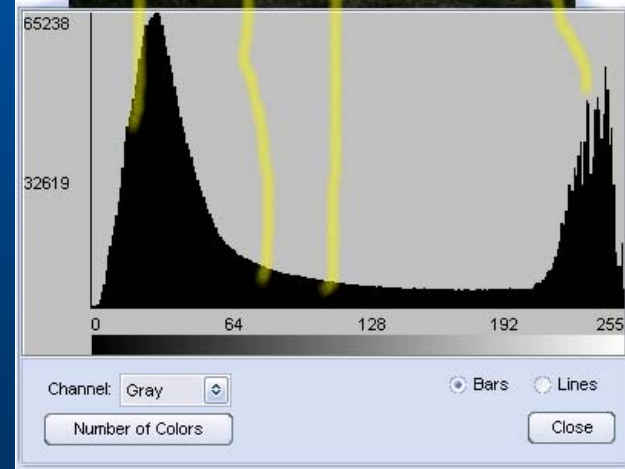 65238
32619
0 64 128 192 255
Channel: Gray Bars Lines
Number of Colors Close